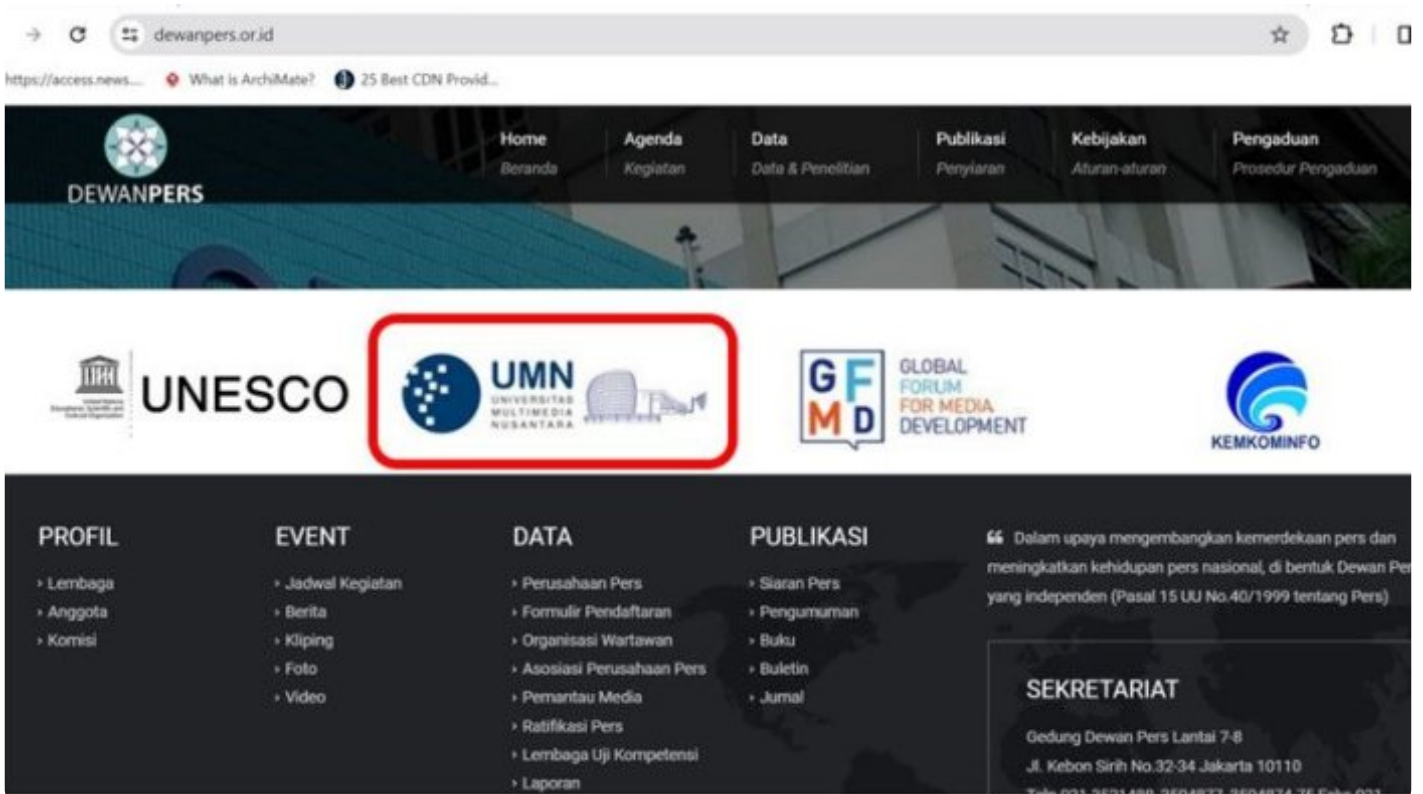 dewanpers.or.id
https://access.news....
What is ArchiMate?
25 Best CDN Provid...
DEWANPERS
Home
Beranda
Agenda
Kegiatan
Data
Data & Penelitian
Publikasi
Penyiaran
Kebijakan
Aturan-aturan
Pengaduan
Prosedur Pengaduan
UNESCO
UMN
UNIVERSITAS
MULTIMEDIA
NUSANTARA
GFMD
GLOBAL
FORUM
FOR MEDIA
DEVELOPMENT
KEMKOMINFO
PROFIL
› Lembaga
› Anggota
› Komisi
EVENT
› Jadwal Kegiatan
› Berita
› Kliping
› Foto
› Video
DATA
› Perusahaan Pers
› Formulir Pendaftaran
› Organisasi Wartawan
› Asosiasi Perusahaan Pers
› Pemantau Media
› Ratifikasi Pers
› Lembaga Uji Kompetensi
› Laporan
PUBLIKASI
› Siaran Pers
› Pengumuman
› Buku
› Buletin
› Jurnal
❝ Dalam upaya mengembangkan kemerdekaan pers dan
meningkatkan kehidupan pers nasional, di bentuk Dewan Per
yang independen (Pasal 15 UU No.40/1999 tentang Pers)
SEKRETARIAT
Gedung Dewan Pers Lantai 7-8
Jl. Kebon Sirih No.32-34 Jakarta 10110